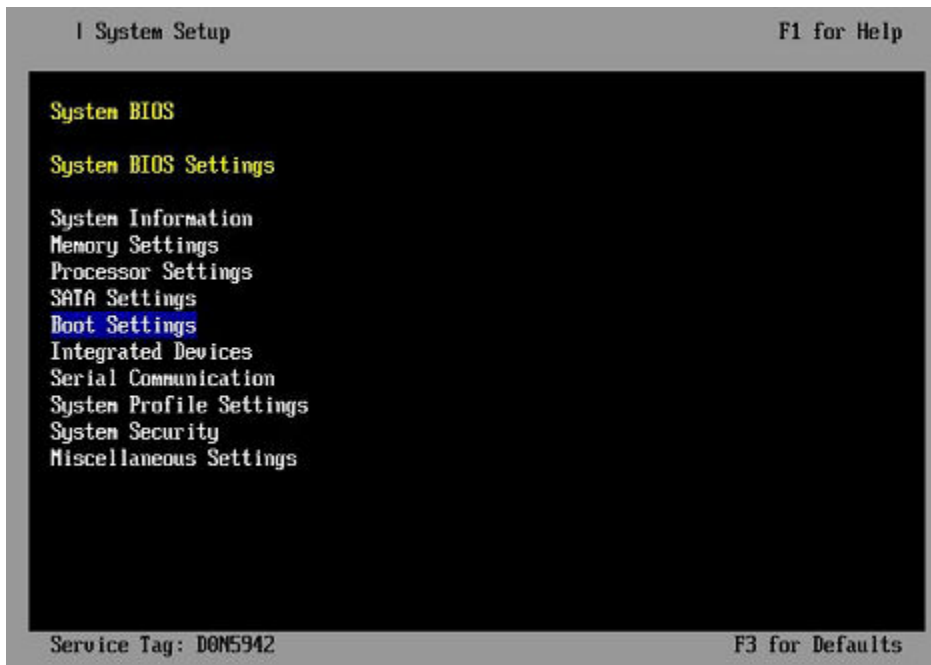 | System Setup
F1 for Help
System BIOS
System BIOS Settings
System Information
Memory Settings
Processor Settings
SATA Settings
Boot Settings
Integrated Devices
Serial Communication
System Profile Settings
System Security
Miscellaneous Settings
Service Tag: D0N5942
F3 for Defaults